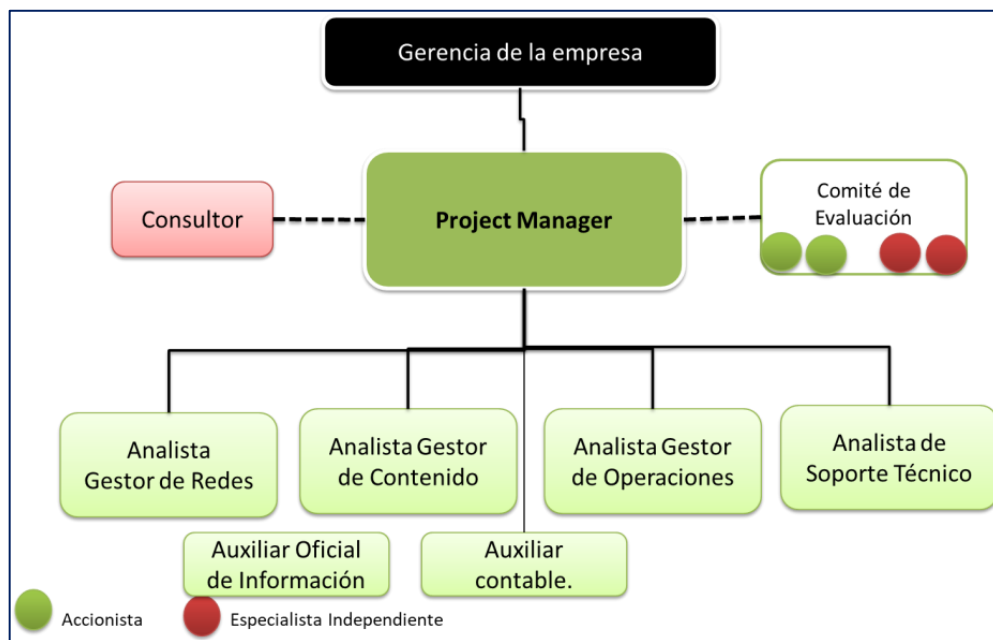 Gerencia de la empresa
Consultor
Project Manager
Comité de
Evaluación
Analista
Gestor de Redes
Analista Gestor
de Contenido
Analista Gestor
de Operaciones
Analista de
Soporte Técnico
Auxiliar Oficial
de Información
Auxiliar
contable.
Accionista
Especialista Independiente